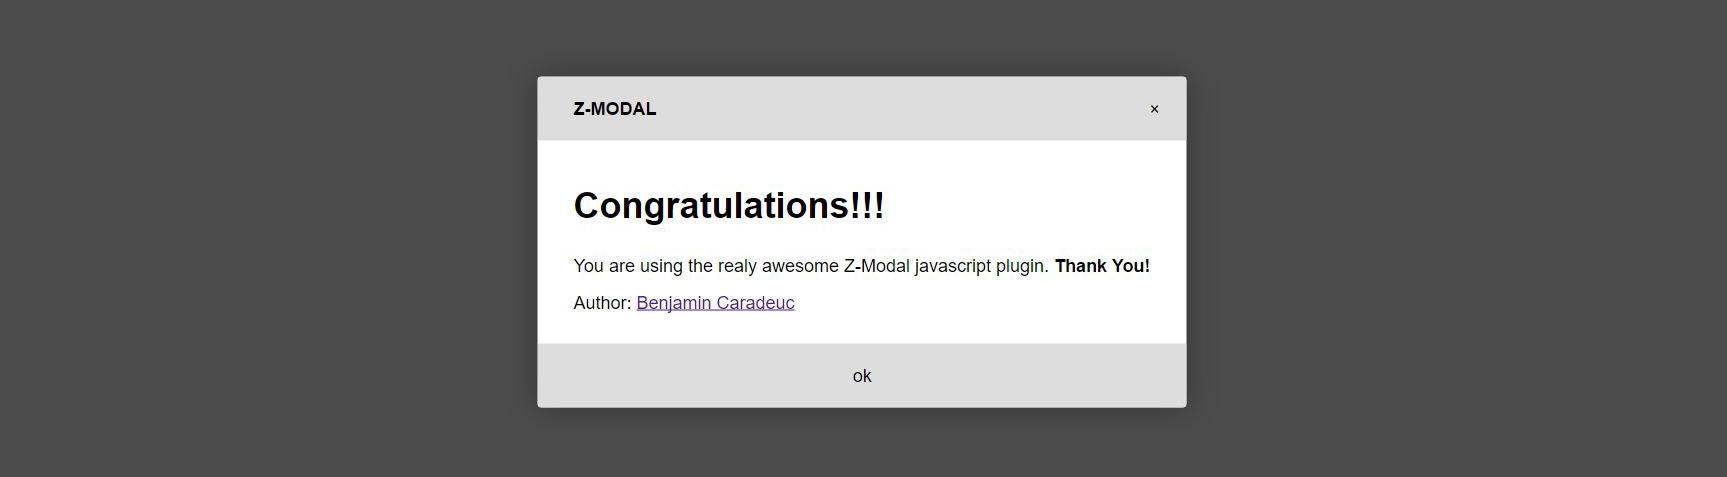 Z-MODAL ×
Congratulations!!!
You are using the realy awesome Z-Modal javascript plugin. Thank You!
Author: Benjamin Caradeuc
ok